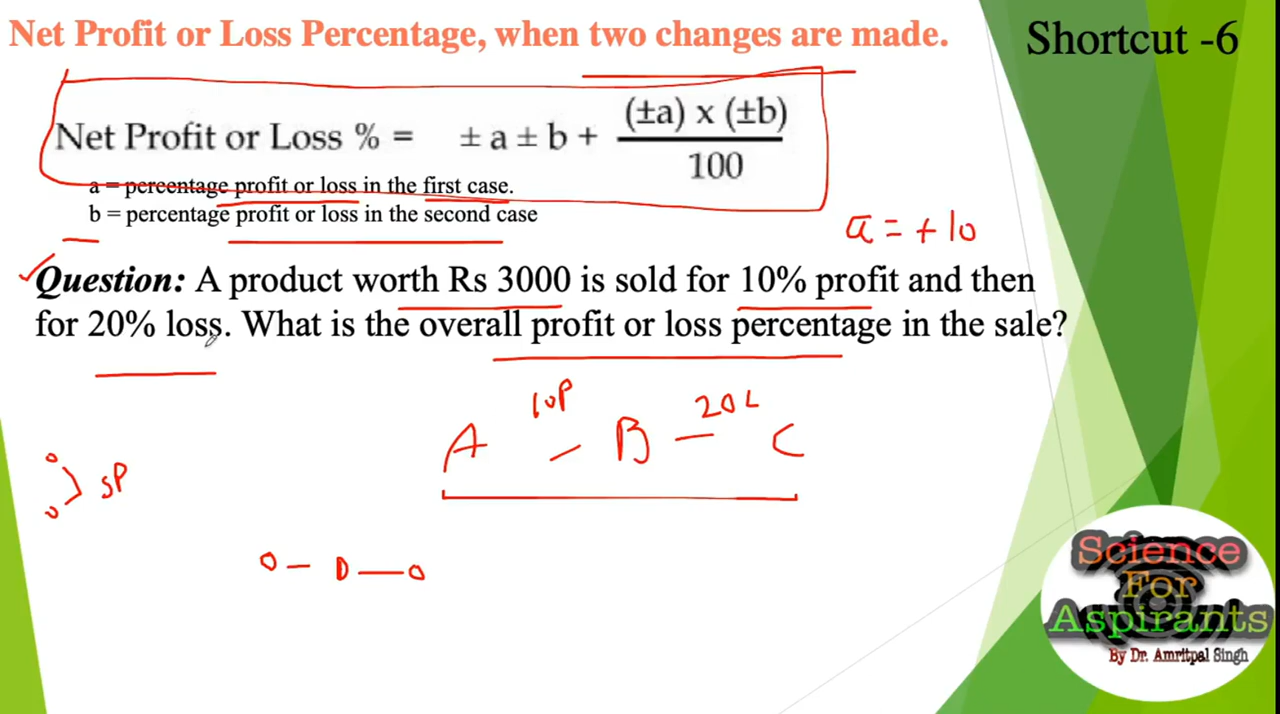 Net Profit or Loss Percentage, when two changes are made.
Shortcut -6
Net Profit or Loss % = ± a ± b + (±a) x (±b)
100
a = percentage profit or loss in the first case.
b = percentage profit or loss in the second case
a = + 10
Question: A product worth Rs 3000 is sold for 10% profit and then
for 20% loss. What is the overall profit or loss percentage in the sale?
10P 20L
A – B – C
SP
Science
For
Aspirants
By Dr. Amritpal Singh